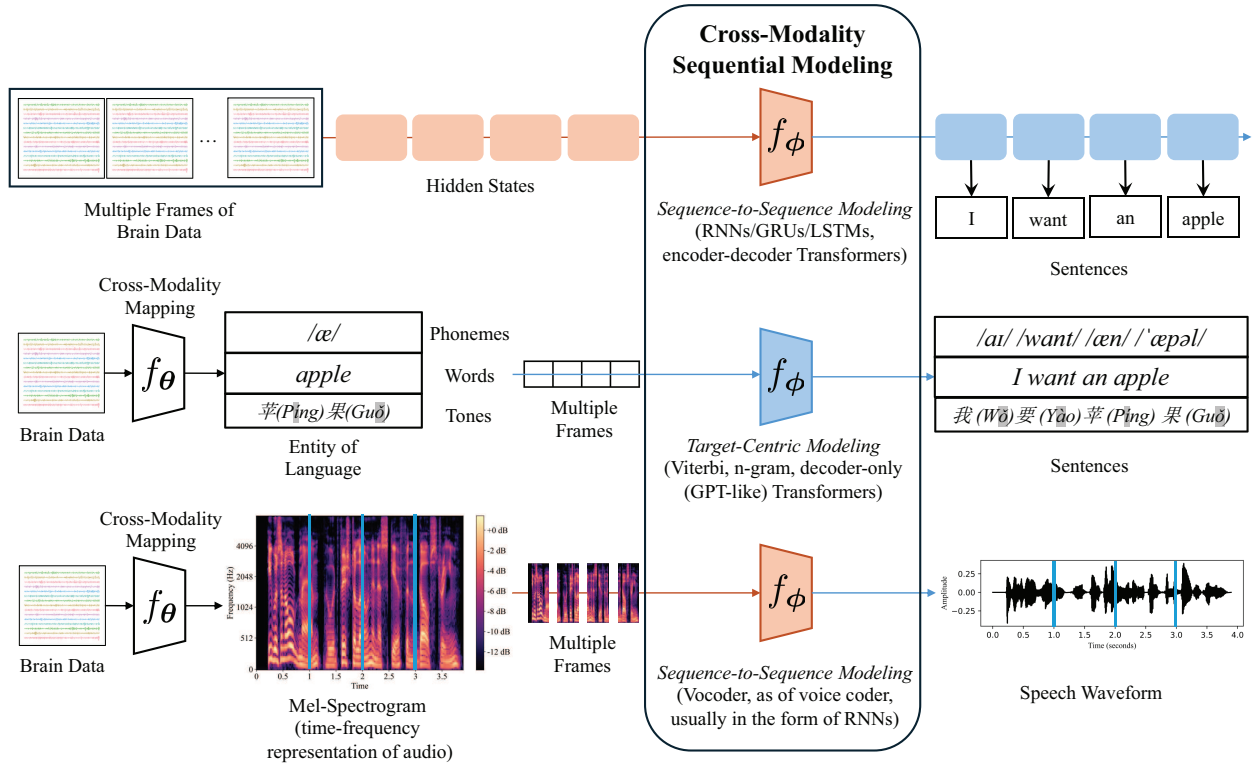 Cross-Modality
Sequential Modeling
...
Hidden States
Multiple Frames of
Brain Data
fϕ
Sequence-to-Sequence Modeling
(RNNs/GRUs/LSTMs,
encoder-decoder Transformers)
I want an apple
Sentences
Cross-Modality
Mapping
Brain Data
fθ
/æ/
apple
苹(Píng) 果(Guǒ)
Entity of
Language
Phonemes
Words
Tones
Multiple
Frames
fϕ
Target-Centric Modeling
(Viterbi, n-gram, decoder-only
(GPT-like) Transformers)
/aɪ/ /want/ /æn/ /ˈæpəl/
I want an apple
我 (Wǒ) 要 (Yào) 苹 (Píng) 果 (Guǒ)
Sentences
Cross-Modality
Mapping
Brain Data
fθ
Frequency (Hz)
4096
2048
1024
512
0
0 0.5 1 1.5 2 2.5 3 3.5
Time
+0 dB
-2 dB
-4 dB
-6 dB
-8 dB
-10 dB
-12 dB
Mel-Spectrogram
(time-frequency
representation of audio)
Multiple
Frames
fϕ
Sequence-to-Sequence Modeling
(Vocoder, as of voice coder,
usually in the form of RNNs)
Amplitude
0.25
0.00
−0.25
0.0 0.5 1.0 1.5 2.0 2.5 3.0 3.5 4.0
Time (seconds)
Speech Waveform